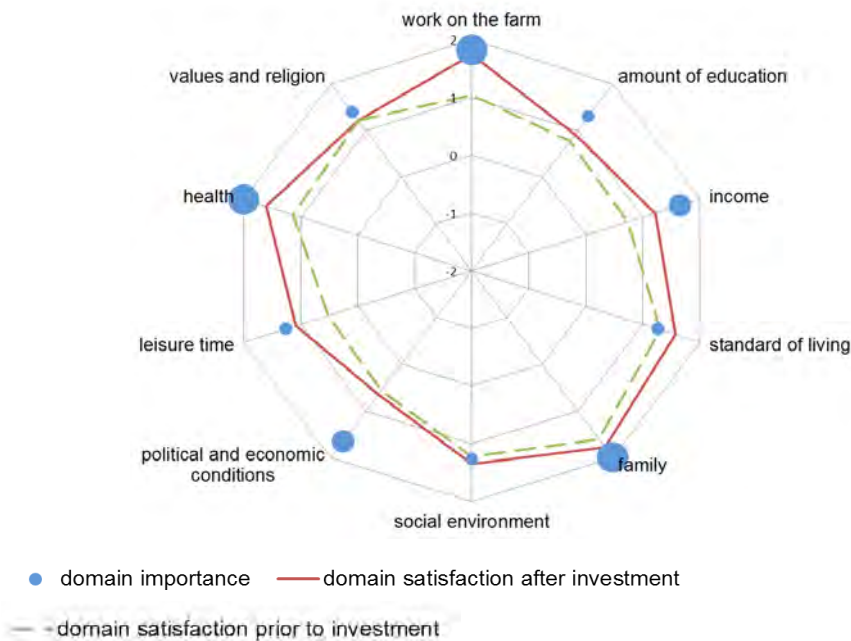 work on the farm
2
values and religion
amount of education
1
0
health
income
-1
-2
leisure time
standard of living
political and economic
conditions
family
social environment
domain importance
domain satisfaction after investment
domain satisfaction prior to investment